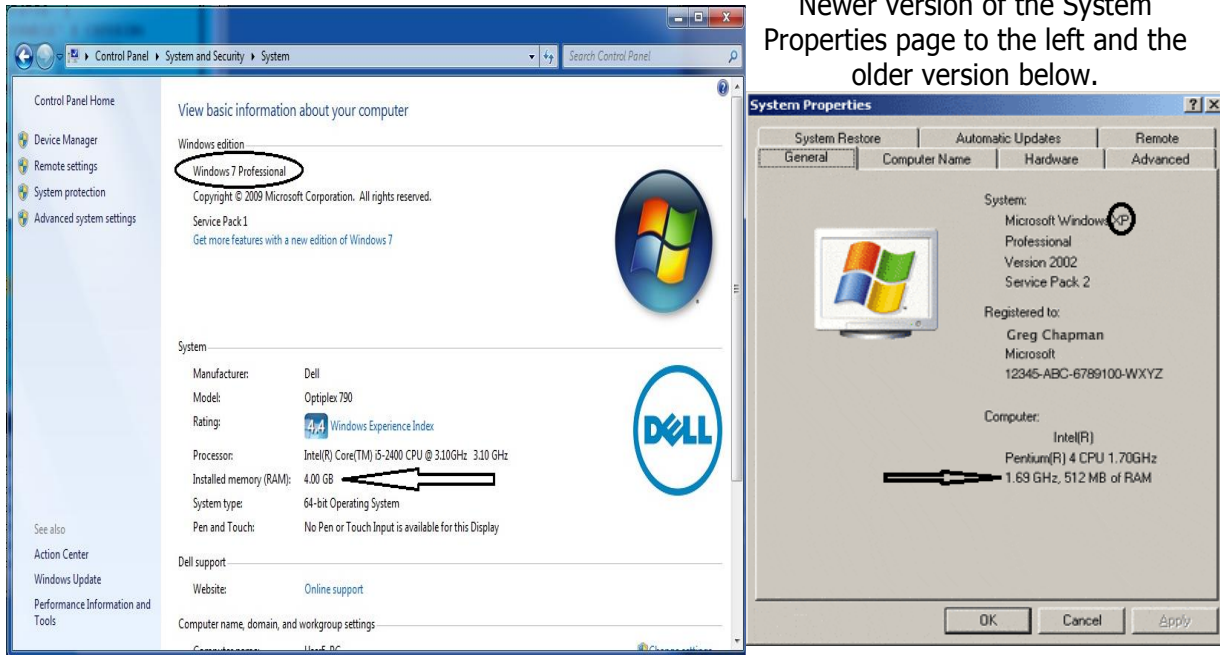 Newer version of the System
Properties page to the left and the
older version below.
Control Panel ▸ System and Security ▸ System
Search Control Panel
Control Panel Home
Device Manager
Remote settings
System protection
Advanced system settings
See also
Action Center
Windows Update
Performance Information and
Tools
View basic information about your computer
Windows edition
Windows 7 Professional
Copyright © 2009 Microsoft Corporation. All rights reserved.
Service Pack 1
Get more features with a new edition of Windows 7
System
Manufacturer: Dell
Model: Optiplex 790
Rating: 4,4 Windows Experience Index
Processor: Intel(R) Core(TM) i5-2400 CPU @ 3.10GHz 3.10 GHz
Installed memory (RAM): 4.00 GB
System type: 64-bit Operating System
Pen and Touch: No Pen or Touch Input is available for this Display
DELL
Dell support
Website: Online support
Computer name, domain, and workgroup settings
System Properties
System Restore Automatic Updates Remote
General Computer Name Hardware Advanced
System:
Microsoft Windows XP
Professional
Version 2002
Service Pack 2
Registered to:
Greg Chapman
Microsoft
12345-ABC-6789100-WXYZ
Computer:
Intel(R)
Pentium(R) 4 CPU 1.70GHz
1.69 GHz, 512 MB of RAM
OK Cancel Apply